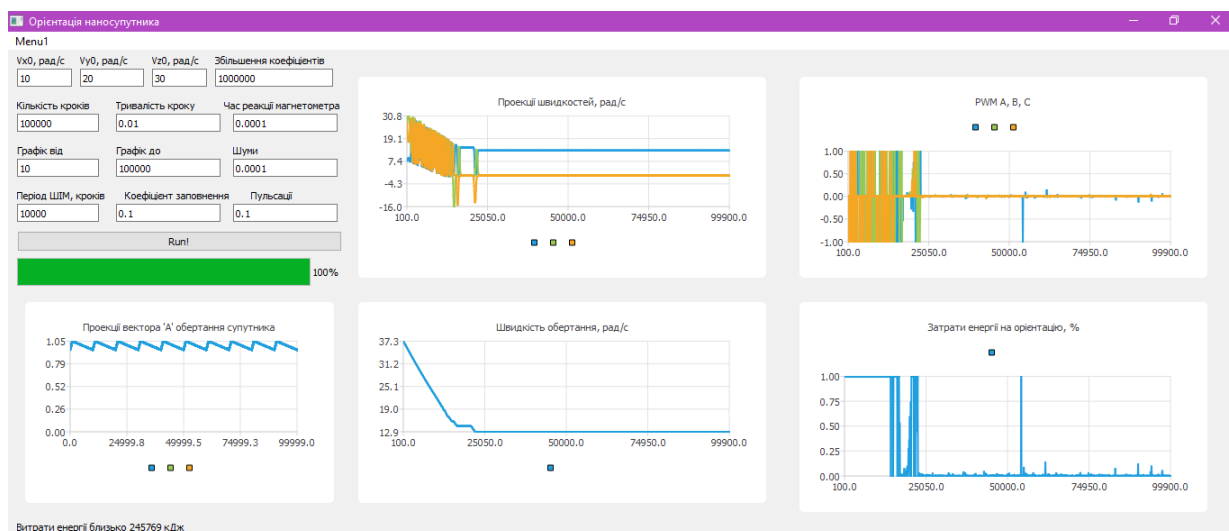 Орієнтація наносупутника
Menu1
Vx0, рад/с Vy0, рад/с Vz0, рад/с Збільшення коефіцієнтів
10 20 30 1000000
Кількість кроків Тривалість кроку Час реакції магнетометра
100000 0.01 0.0001
Графік від Графік до Шуми
10 100000 0.0001
Період ШІМ, кроків Коефіцієнт заповнення Пульсації
10000 0.1 0.1
Run!
100%
Проекції швидкостей, рад/с
30.8
19.1
7.4
-4.3
-16.0
100.0 25050.0 50000.0 74950.0 99900.0
PWM A, B, C
1.00
0.50
0.00
-0.50
-1.00
100.0 25050.0 50000.0 74950.0 99900.0
Проекції вектора 'A' обертання супутника
1.05
0.79
0.52
0.26
0.00
0.0 24999.8 49999.5 74999.3 99999.0
Швидкість обертання, рад/с
37.3
31.2
25.1
19.0
12.9
100.0 25050.0 50000.0 74950.0 99900.0
Затрати енергії на орієнтацію, %
1.00
0.75
0.50
0.25
0.00
100.0 25050.0 50000.0 74950.0 99900.0
Витрати енергії близько 245769 кДж